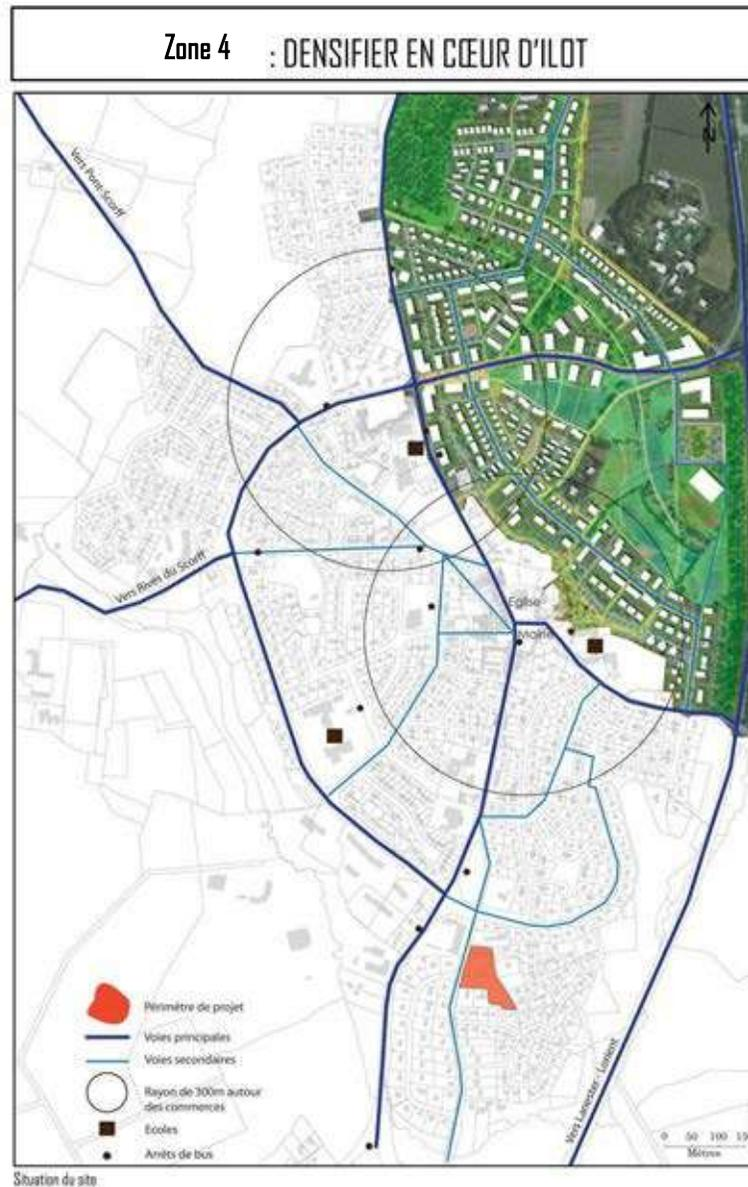 Zone 4 : DENSIFIER EN CŒUR D'ILOT
Vers Pont-Scorff
Vers Rives du Scorff
Eglise
Mairie
Périmètre de projet
Voies principales
Voies secondaires
Rayon de 300m autour
des commerces
Ecoles
Arrêts de bus
Vers Lanester - Lorient
0 50 100 150
Mètres
Situation du site